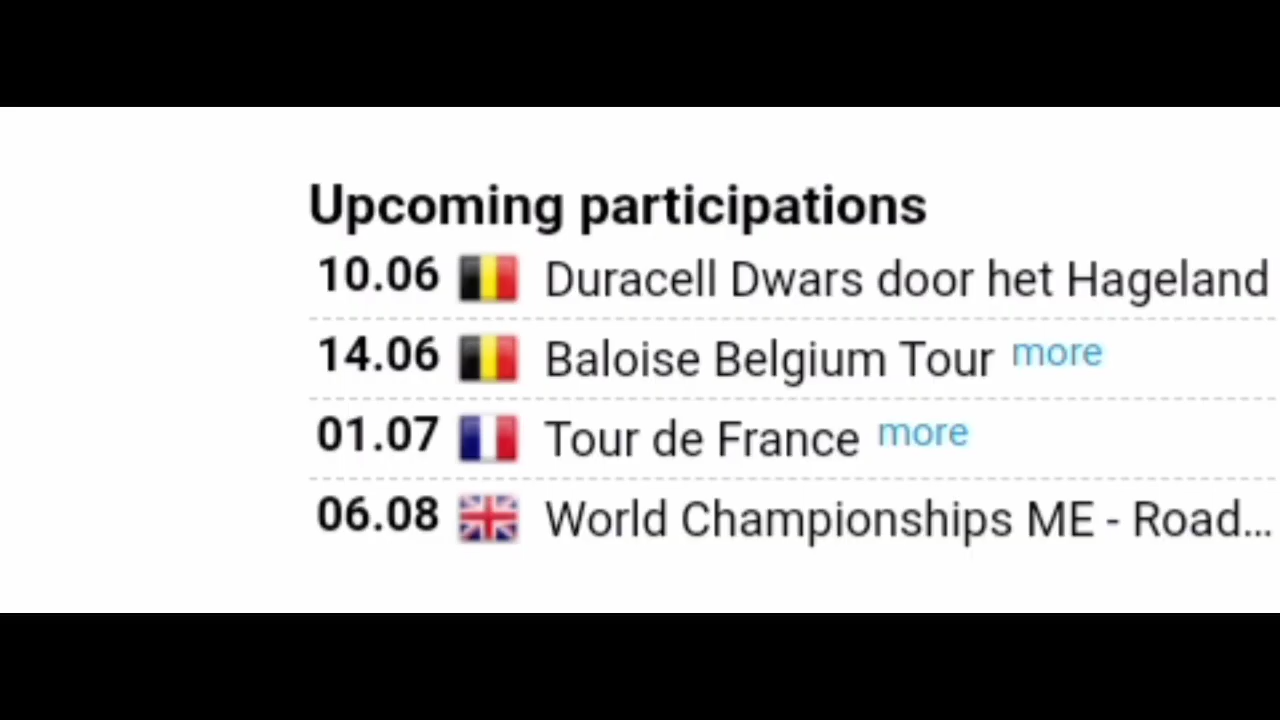 Upcoming participations
10.06 Duracell Dwars door het Hageland
14.06 Baloise Belgium Tour more
01.07 Tour de France more
06.08 World Championships ME - Road...